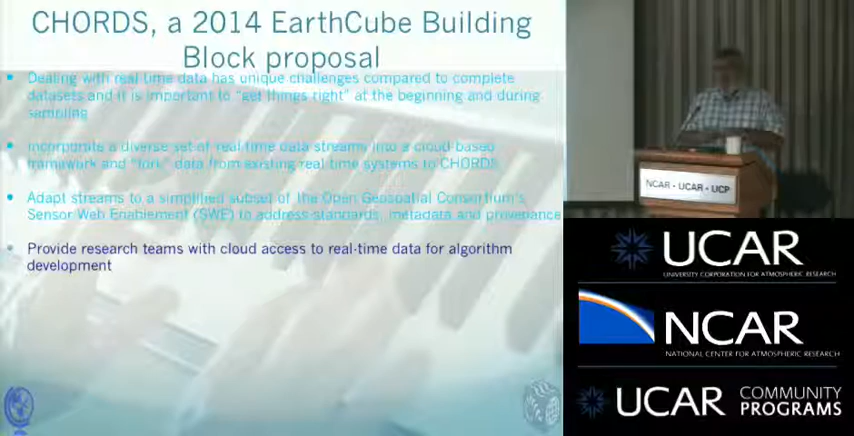 CHORDS, a 2014 EarthCube Building
Block proposal
Dealing with real-time data has unique challenges compared to complete
datasets and it is important to "get things right" at the beginning and during
sampling
Incorporate a diverse set of real-time data streams into a cloud-based
framework and "fork" data from existing real time systems to CHORDS
Adapt streams to a simplified subset of the Open Geospatial Consortium's
Sensor Web Enablement (SWE) to address standards, metadata and provenance
Provide research teams with cloud access to real-time data for algorithm
development
NCAR - UCAR - UCP
UCAR
UNIVERSITY CORPORATION FOR ATMOSPHERIC RESEARCH
NCAR
NATIONAL CENTER FOR ATMOSPHERIC RESEARCH
UCAR COMMUNITY
PROGRAMS